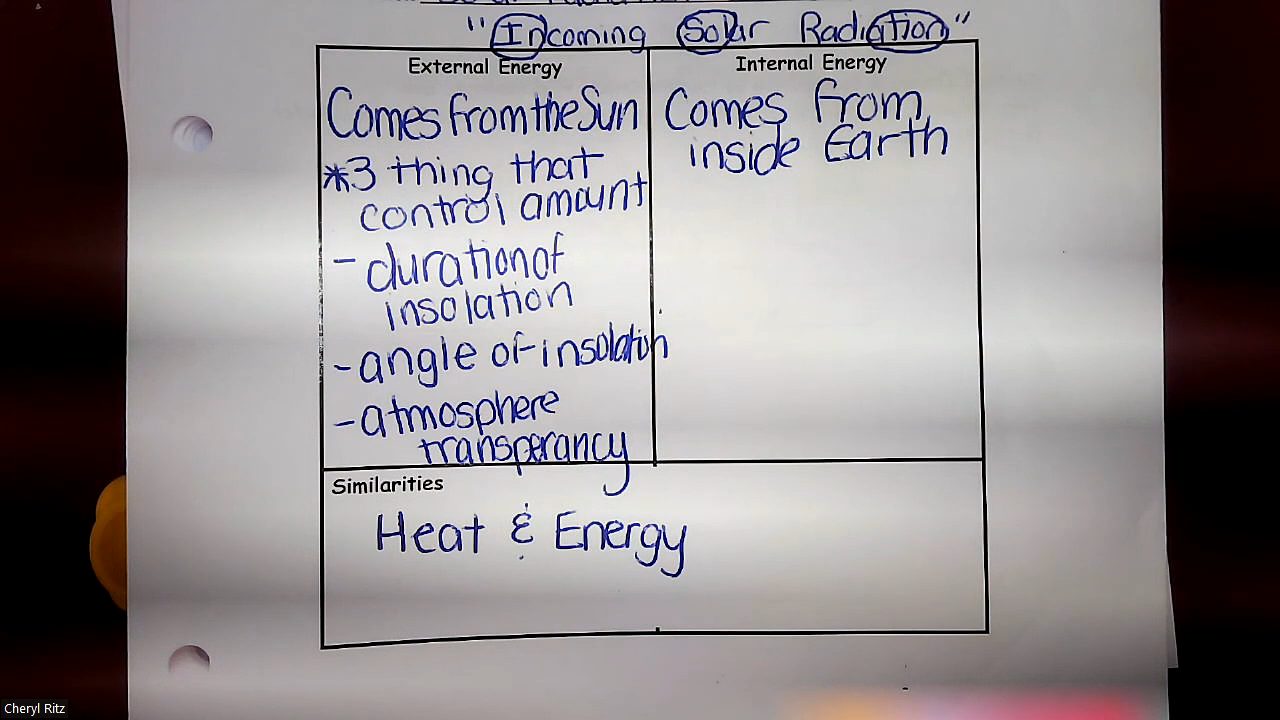 "Incoming Solar Radiation"
External Energy
Comes from the Sun
*3 thing that
control amount
- duration of
insolation
- angle of insolation
- atmosphere
transperancy
Internal Energy
Comes from
inside Earth
Similarities
Heat & Energy
Cheryl Ritz